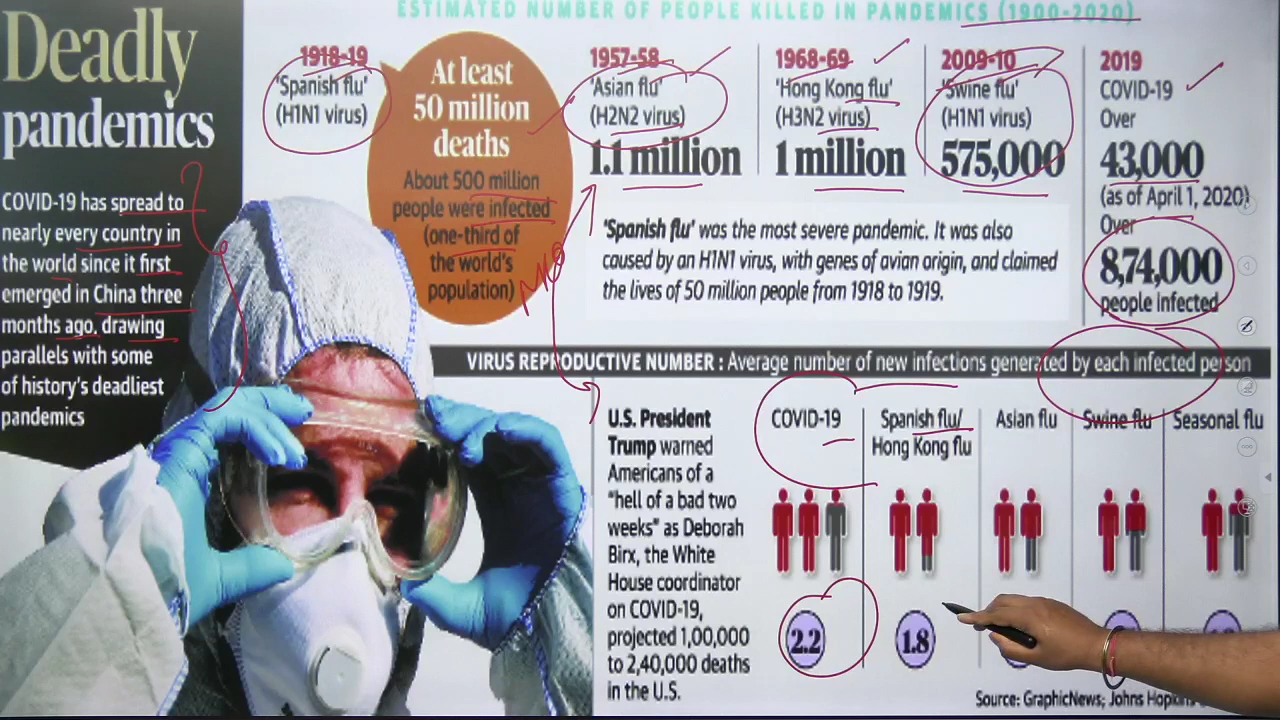 ESTIMATED NUMBER OF PEOPLE KILLED IN PANDEMICS (1900-2020)
Deadly
pandemics
COVID-19 has spread to
nearly every country in
the world since it first
emerged in China three
months ago, drawing
parallels with some
of history's deadliest
pandemics
1918-19
'Spanish flu'
(H1N1 virus)
At least
50 million
deaths
About 500 million
people were infected
(one-third of
the world's
population)
1957-58
'Asian flu'
(H2N2 virus)
1.1 million
1968-69
'Hong Kong flu'
(H3N2 virus)
1 million
2009-10
'Swine flu'
(H1N1 virus)
575,000
2019
COVID-19
Over
43,000
(as of April 1, 2020)
Over
8,74,000
people infected
'Spanish flu' was the most severe pandemic. It was also
caused by an H1N1 virus, with genes of avian origin, and claimed
the lives of 50 million people from 1918 to 1919.
VIRUS REPRODUCTIVE NUMBER : Average number of new infections generated by each infected person
U.S. President
Trump warned
Americans of a
"hell of a bad two
weeks" as Deborah
Birx, the White
House coordinator
on COVID-19,
projected 1,00,000
to 2,40,000 deaths
in the U.S.
COVID-19
2.2
Spanish flu/
Hong Kong flu
1.8
Asian flu
Swine flu
Seasonal flu
Source: GraphicNews; Johns